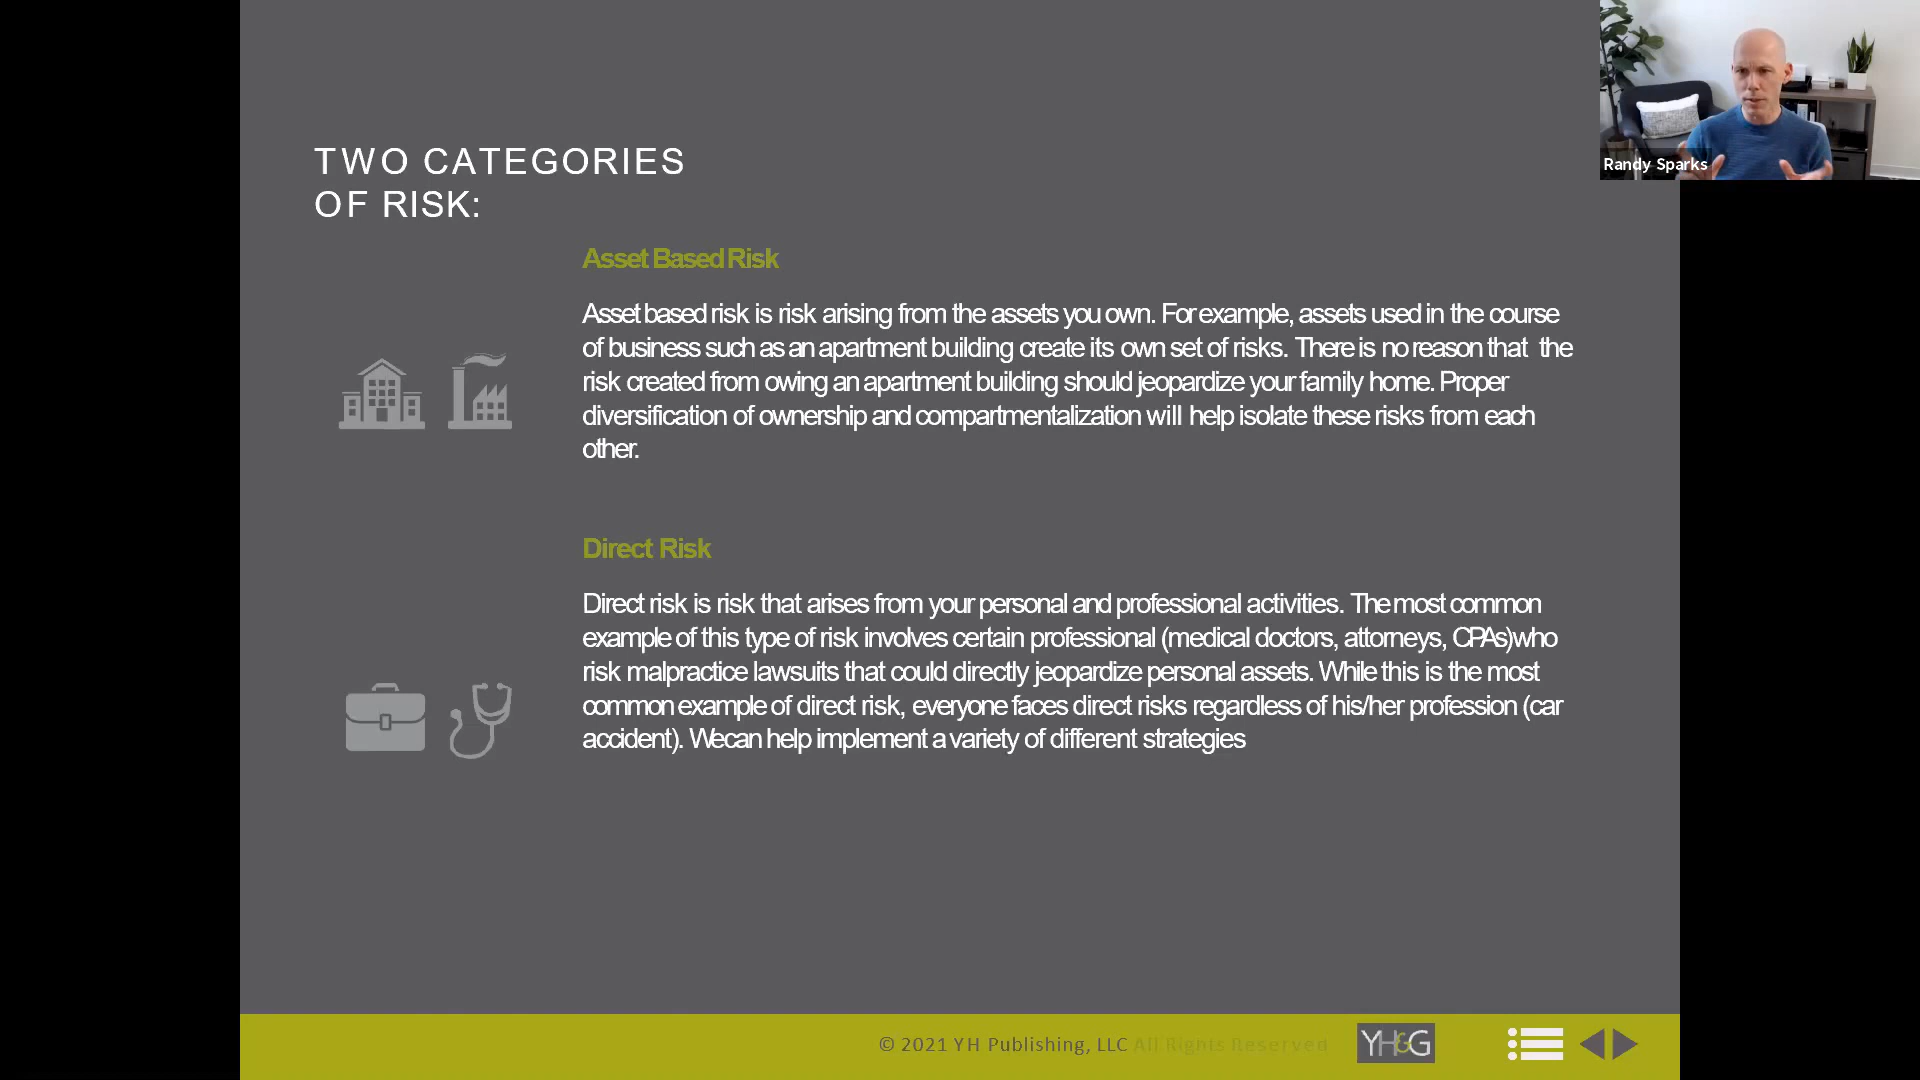 Randy Sparks
TWO CATEGORIES
OF RISK:
Asset Based Risk
Asset based risk is risk arising from the assets you own. For example, assets used in the course
of business such as an apartment building create its own set of risks. There is no reason that the
risk created from owing an apartment building should jeopardize your family home. Proper
diversification of ownership and compartmentalization will help isolate these risks from each
other.
Direct Risk
Direct risk is risk that arises from your personal and professional activities. The most common
example of this type of risk involves certain professional (medical doctors, attorneys, CPAs)who
risk malpractice lawsuits that could directly jeopardize personal assets. While this is the most
common example of direct risk, everyone faces direct risks regardless of his/her profession (car
accident). We can help implement a variety of different strategies
© 2021 YH Publishing, LLC All Rights Reserved
YH&G